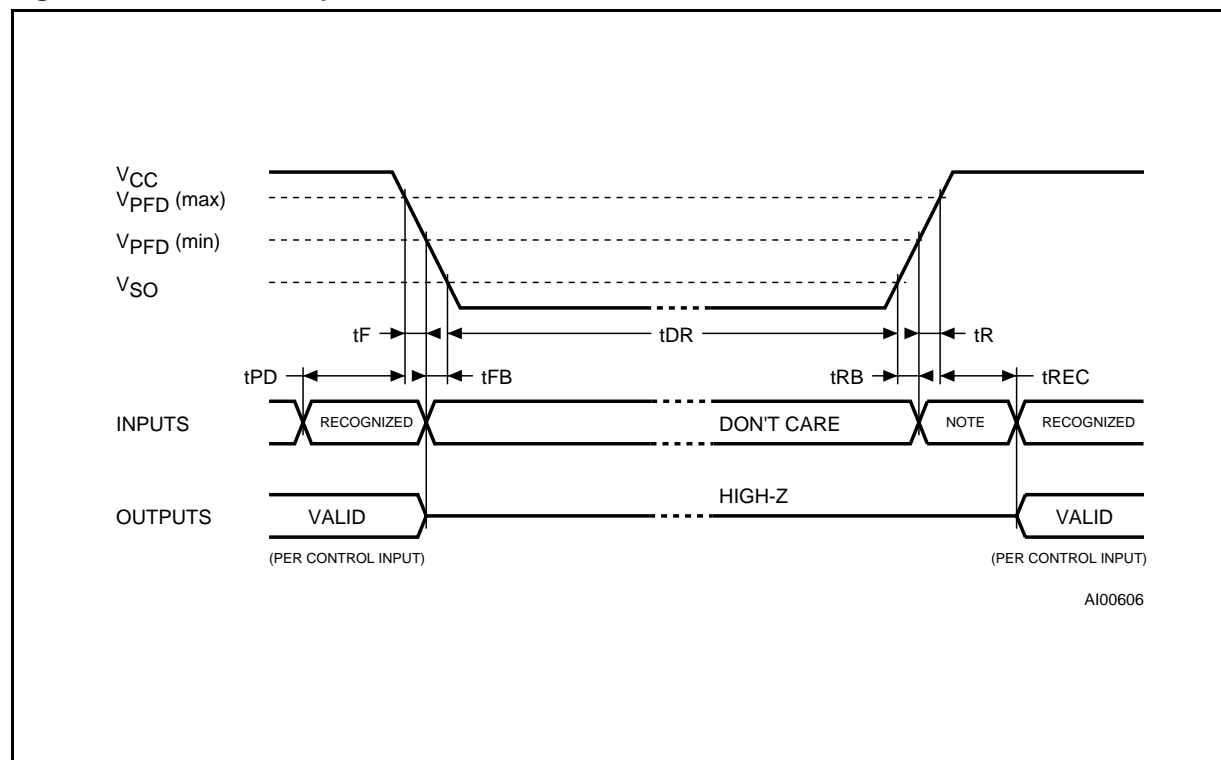 VCC
VPFD (max)
VPFD (min)
VSO
tF
tDR
tR
tPD
tFB
tRB
tREC
INPUTS
RECOGNIZED
DON'T CARE
NOTE
RECOGNIZED
HIGH-Z
OUTPUTS
VALID
VALID
(PER CONTROL INPUT)
(PER CONTROL INPUT)
AI00606